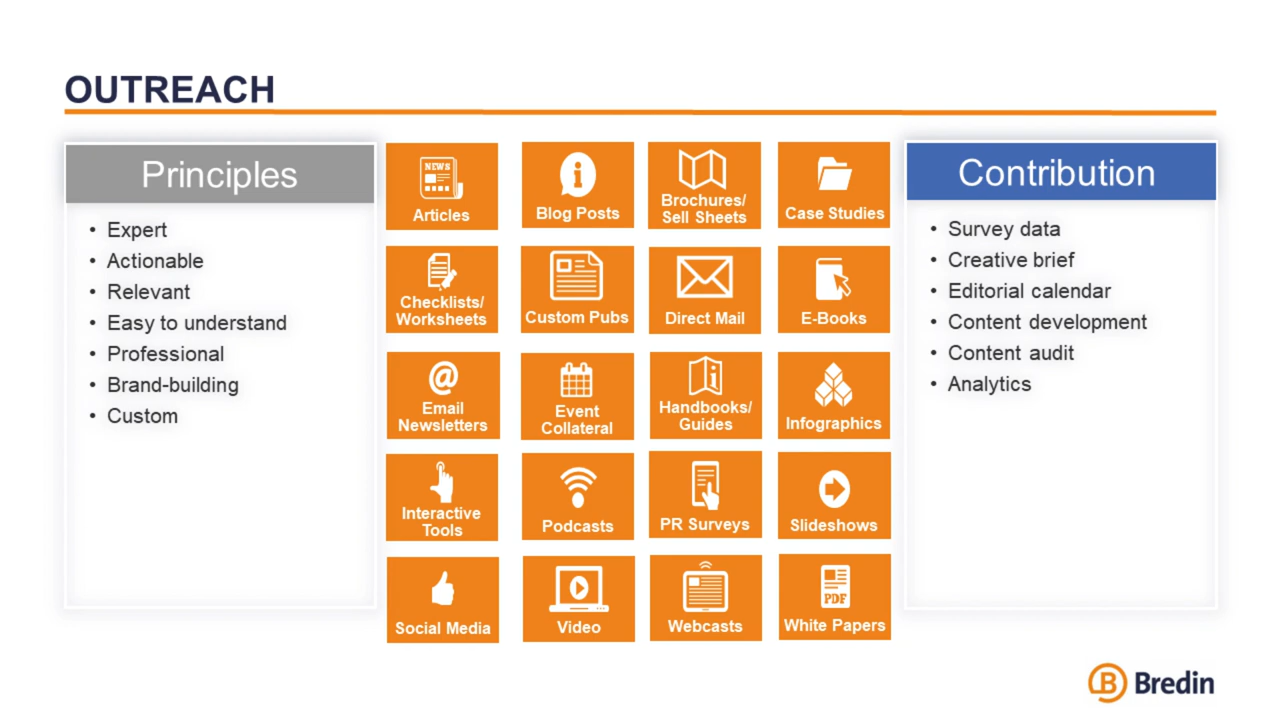 OUTREACH
Principles
• Expert
• Actionable
• Relevant
• Easy to understand
• Professional
• Brand-building
• Custom
NEWS
Articles
Blog Posts
Brochures/
Sell Sheets
Case Studies
Checklists/
Worksheets
Custom Pubs
Direct Mail
E-Books
@
Email
Newsletters
Event
Collateral
Handbooks/
Guides
Infographics
Interactive
Tools
Podcasts
PR Surveys
Slideshows
Social Media
Video
Webcasts
PDF
White Papers
Contribution
• Survey data
• Creative brief
• Editorial calendar
• Content development
• Content audit
• Analytics
B Bredin